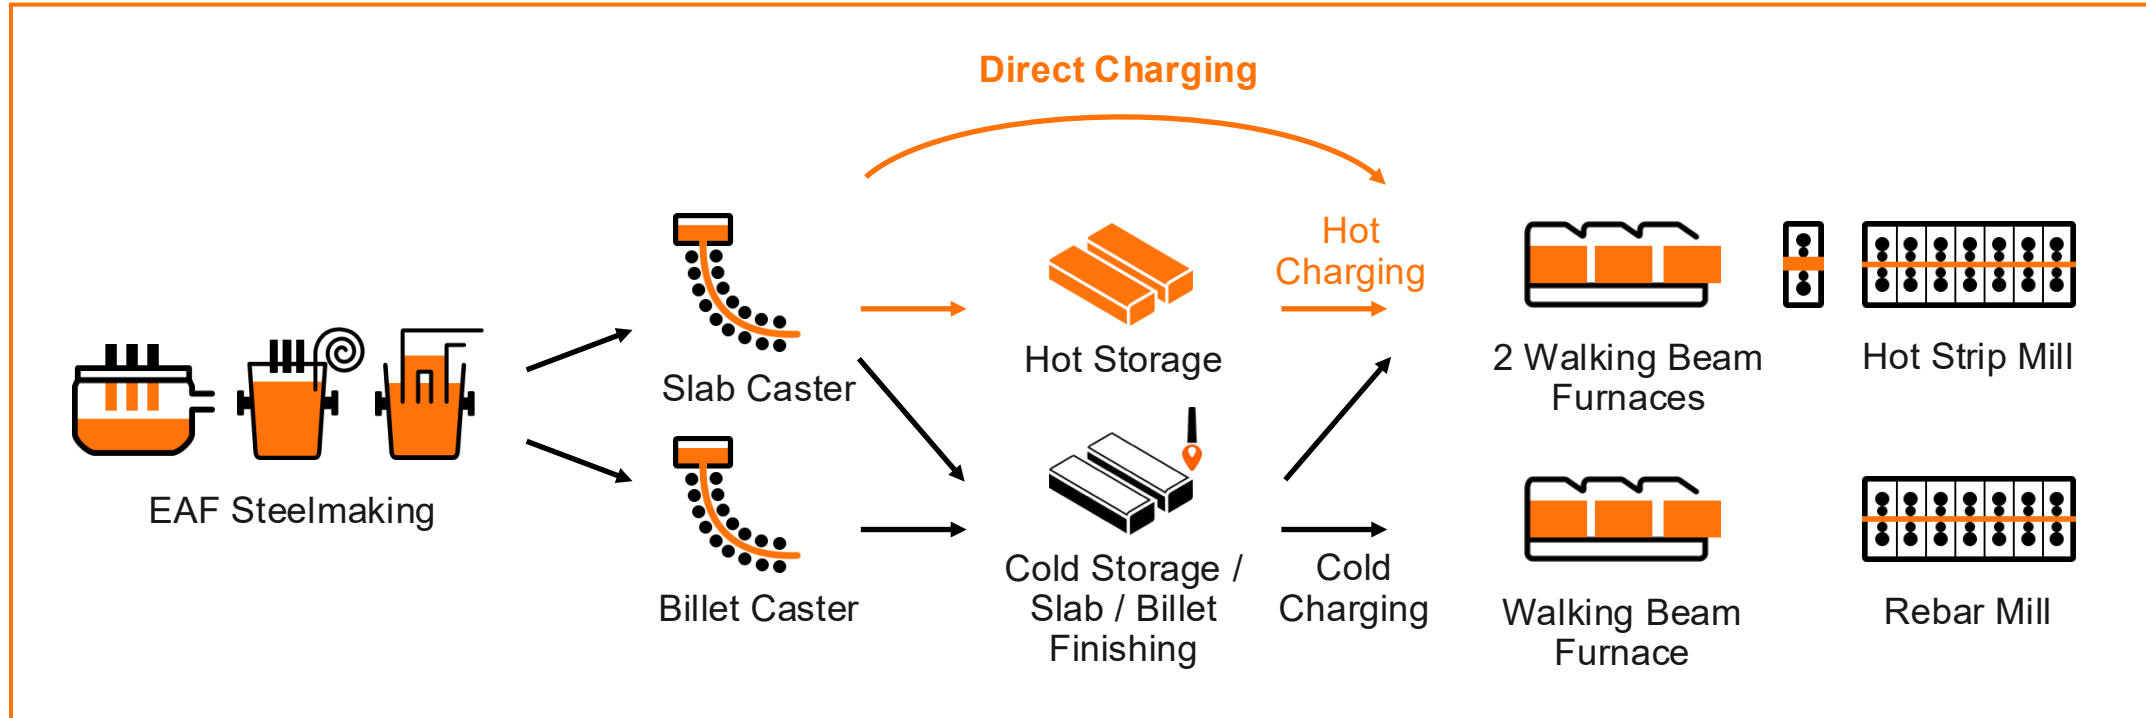 Direct Charging
Hot
Charging
Hot Storage
2 Walking Beam
Furnaces
Hot Strip Mill
Slab Caster
EAF Steelmaking
Billet Caster
Cold Storage /
Slab / Billet
Finishing
Cold
Charging
Walking Beam
Furnace
Rebar Mill